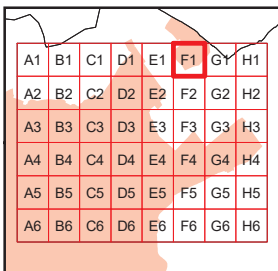 A1 B1 C1 D1 E1 F1 G1 H1
A2 B2 C2 D2 E2 F2 G2 H2
A3 B3 C3 D3 E3 F3 G3 H3
A4 B4 C4 D4 E4 F4 G4 H4
A5 B5 C5 D5 E5 F5 G5 H5
A6 B6 C6 D6 E6 F6 G6 H6